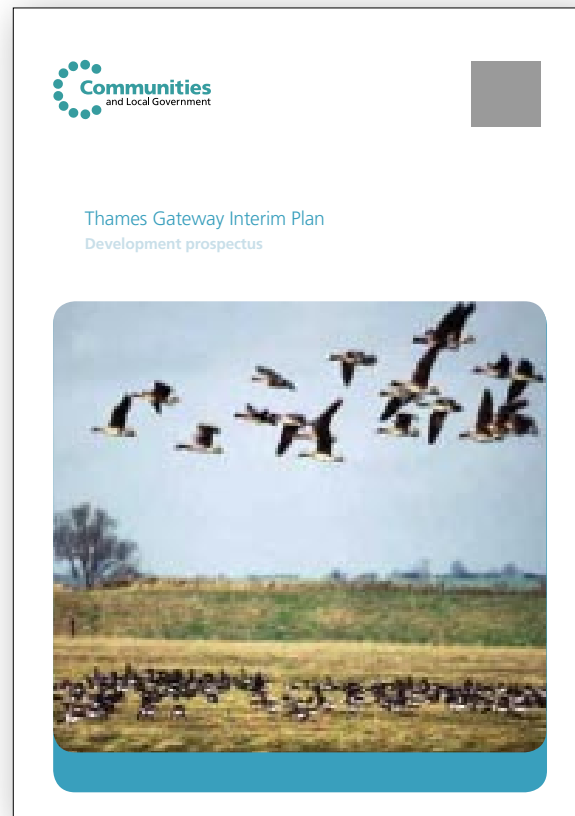 Communities
and Local Government
Thames Gateway Interim Plan
Development prospectus